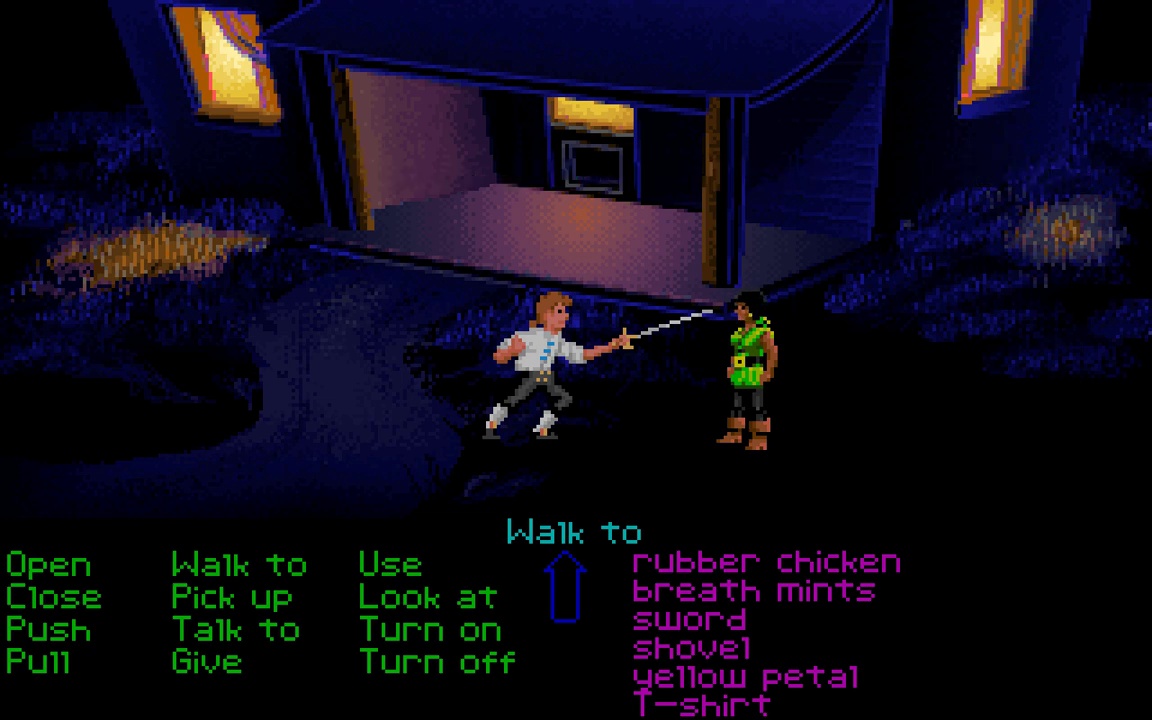 Walk to
Open Walk to Use rubber chicken
Close Pick up Look at breath mints
Push Talk to Turn on sword
Pull Give Turn off shovel
yellow petal
T-shirt